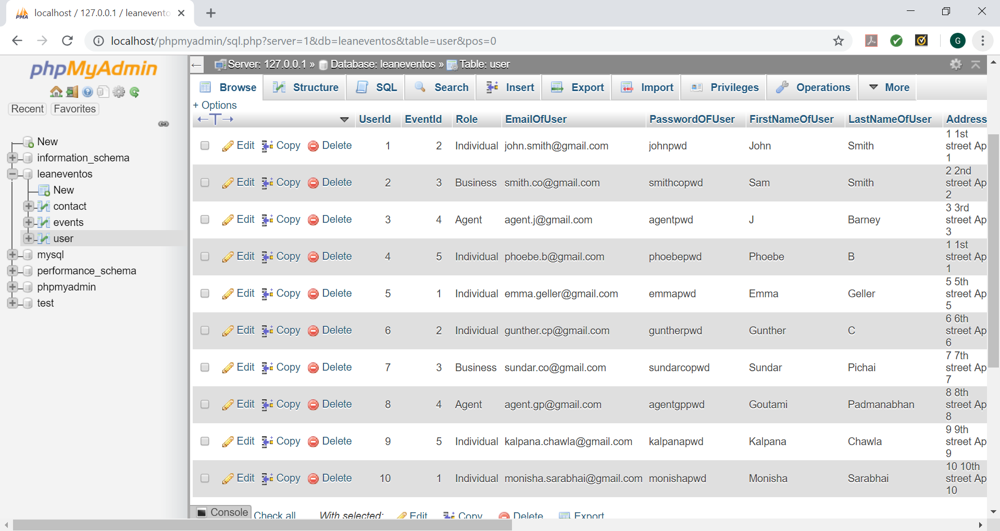 localhost / 127.0.0.1 / leanevento
localhost/phpmyadmin/sql.php?server=1&db=leaneventos&table=user&pos=0
G
phpMyAdmin
Recent Favorites
New
information_schema
leaneventos
New
contact
events
user
mysql
performance_schema
phpmyadmin
test
Server: 127.0.0.1 » Database: leaneventos » Table: user
Browse Structure SQL Search Insert Export Import Privileges Operations More
+ Options
←T→ UserId EventId Role EmailOfUser PasswordOFUser FirstNameOfUser LastNameOfUser Address
Edit Copy Delete 1 2 Individual john.smith@gmail.com johnpwd John Smith 1 1st
street Ap
1
Edit Copy Delete 2 3 Business smith.co@gmail.com smithcopwd Sam Smith 2 2nd
street Ap
2
Edit Copy Delete 3 4 Agent agent.j@gmail.com agentpwd J Barney 3 3rd
street Ap
3
Edit Copy Delete 4 5 Individual phoebe.b@gmail.com phoebepwd Phoebe B 1 1st
street Ap
1
Edit Copy Delete 5 1 Individual emma.geller@gmail.com emmapwd Emma Geller 5 5th
street Ap
5
Edit Copy Delete 6 2 Individual gunther.cp@gmail.com guntherpwd Gunther C 6 6th
street Ap
6
Edit Copy Delete 7 3 Business sundar.co@gmail.com sundarcopwd Sundar Pichai 7 7th
street Ap
7
Edit Copy Delete 8 4 Agent agent.gp@gmail.com agentgppwd Goutami Padmanabhan 8 8th
street Ap
8
Edit Copy Delete 9 5 Individual kalpana.chawla@gmail.com kalpanapwd Kalpana Chawla 9 9th
street Ap
9
Edit Copy Delete 10 1 Individual monisha.sarabhai@gmail.com monishapwd Monisha Sarabhai 10 10th
street Ap
10
Console Check all With selected: Edit Copy Delete Export